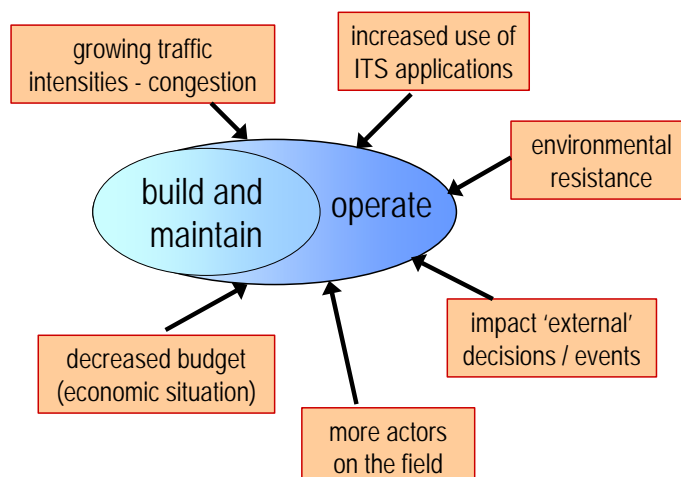 growing traffic
intensities - congestion
increased use of
ITS applications
environmental
resistance
build and
maintain
operate
impact ‘external’
decisions / events
decreased budget
(economic situation)
more actors
on the field